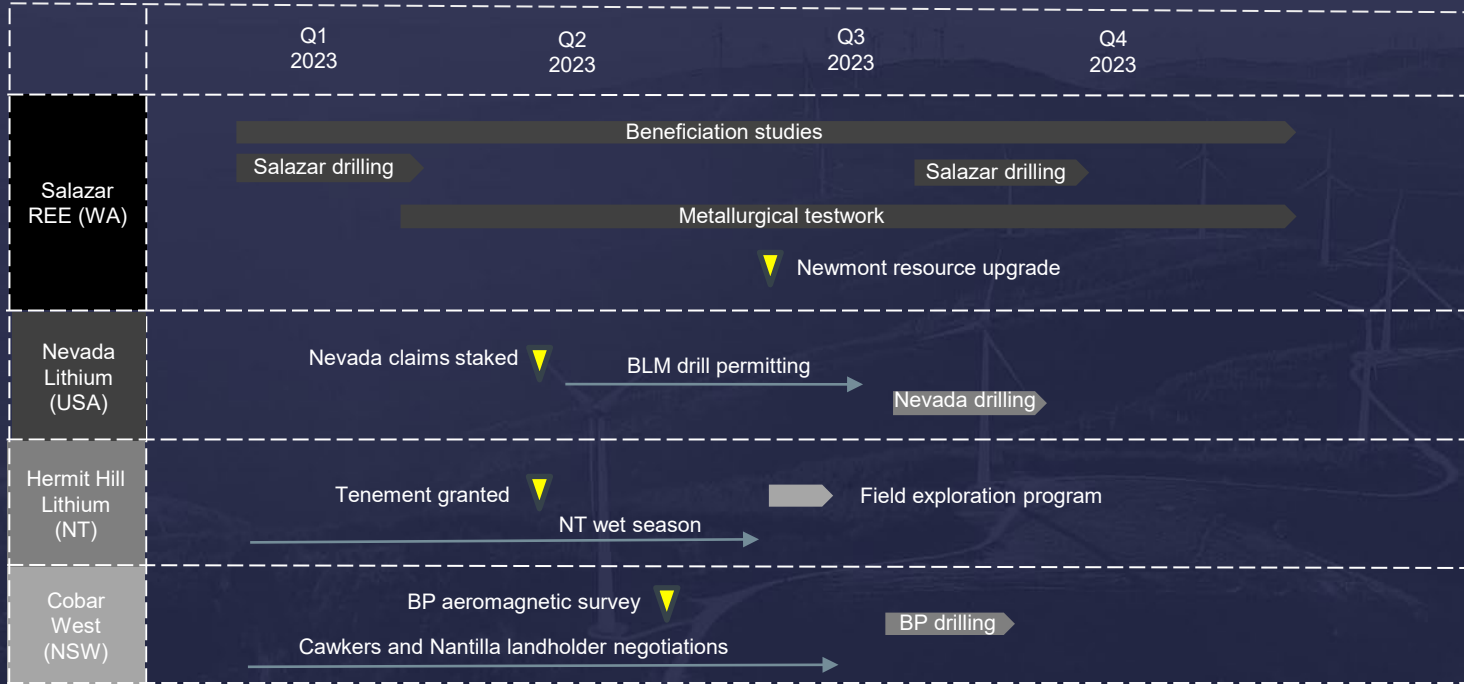 Q1
2023
Q2
2023
Q3
2023
Q4
2023
Salazar
REE (WA)
Beneficiation studies
Salazar drilling
Salazar drilling
Metallurgical testwork
Newmont resource upgrade
Nevada
Lithium
(USA)
Nevada claims staked
BLM drill permitting
Nevada drilling
Hermit Hill
Lithium
(NT)
Tenement granted
Field exploration program
NT wet season
Cobar
West
(NSW)
BP aeromagnetic survey
BP drilling
Cawkers and Nantilla landholder negotiations